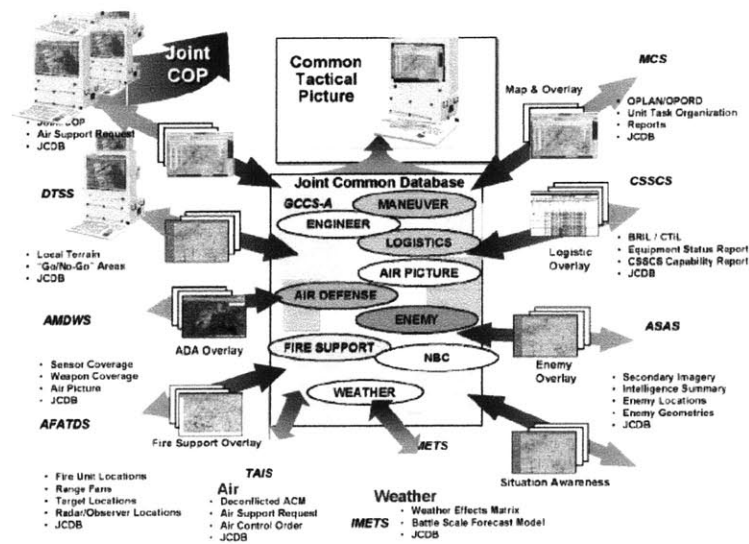 Joint
COP
Common
Tactical
Picture
MCS
Map & Overlay
OPLAN/OPORD
Unit Task Organization
Reports
JCDB
COP
Air Support Request
JCDB
DTSS
Joint Common Database
GCCS-A
MANEUVER
ENGINEER
LOGISTICS
AIR PICTURE
AIR DEFENSE
ENEMY
FIRE SUPPORT
NBC
WEATHER
CSSCS
Logistic
Overlay
BRIL / CTIL
Equipment Status Report
CSSCS Capability Report
JCDB
Local Terrain
"Go/No-Go" Areas
JCDB
AMDWS
ADA Overlay
ASAS
Enemy
Overlay
Sensor Coverage
Weapon Coverage
Air Picture
JCDB
Secondary Imagery
Intelligence Summary
Enemy Locations
Enemy Geometries
JCDB
AFATDS
Fire Support Overlay
METS
Situation Awareness
Fire Unit Locations
Range Fans
Target Locations
Radar/Observer Locations
JCDB
TAIS
Air
Deconflicted ACM
Air Support Request
Air Control Order
JCDB
Weather
IMETS
Weather Effects Matrix
Battle Scale Forecast Model
JCDB